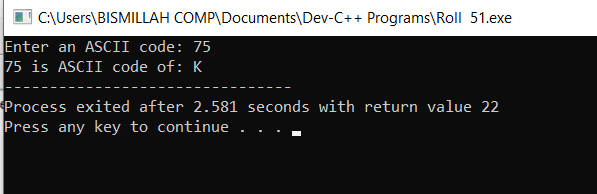 C:\Users\BISMILLAH COMP\Documents\Dev-C++ Programs\Roll  51.exe
Enter an ASCII code: 75
75 is ASCII code of: K
--------------------------------
Process exited after 2.581 seconds with return value 22
Press any key to continue . . .